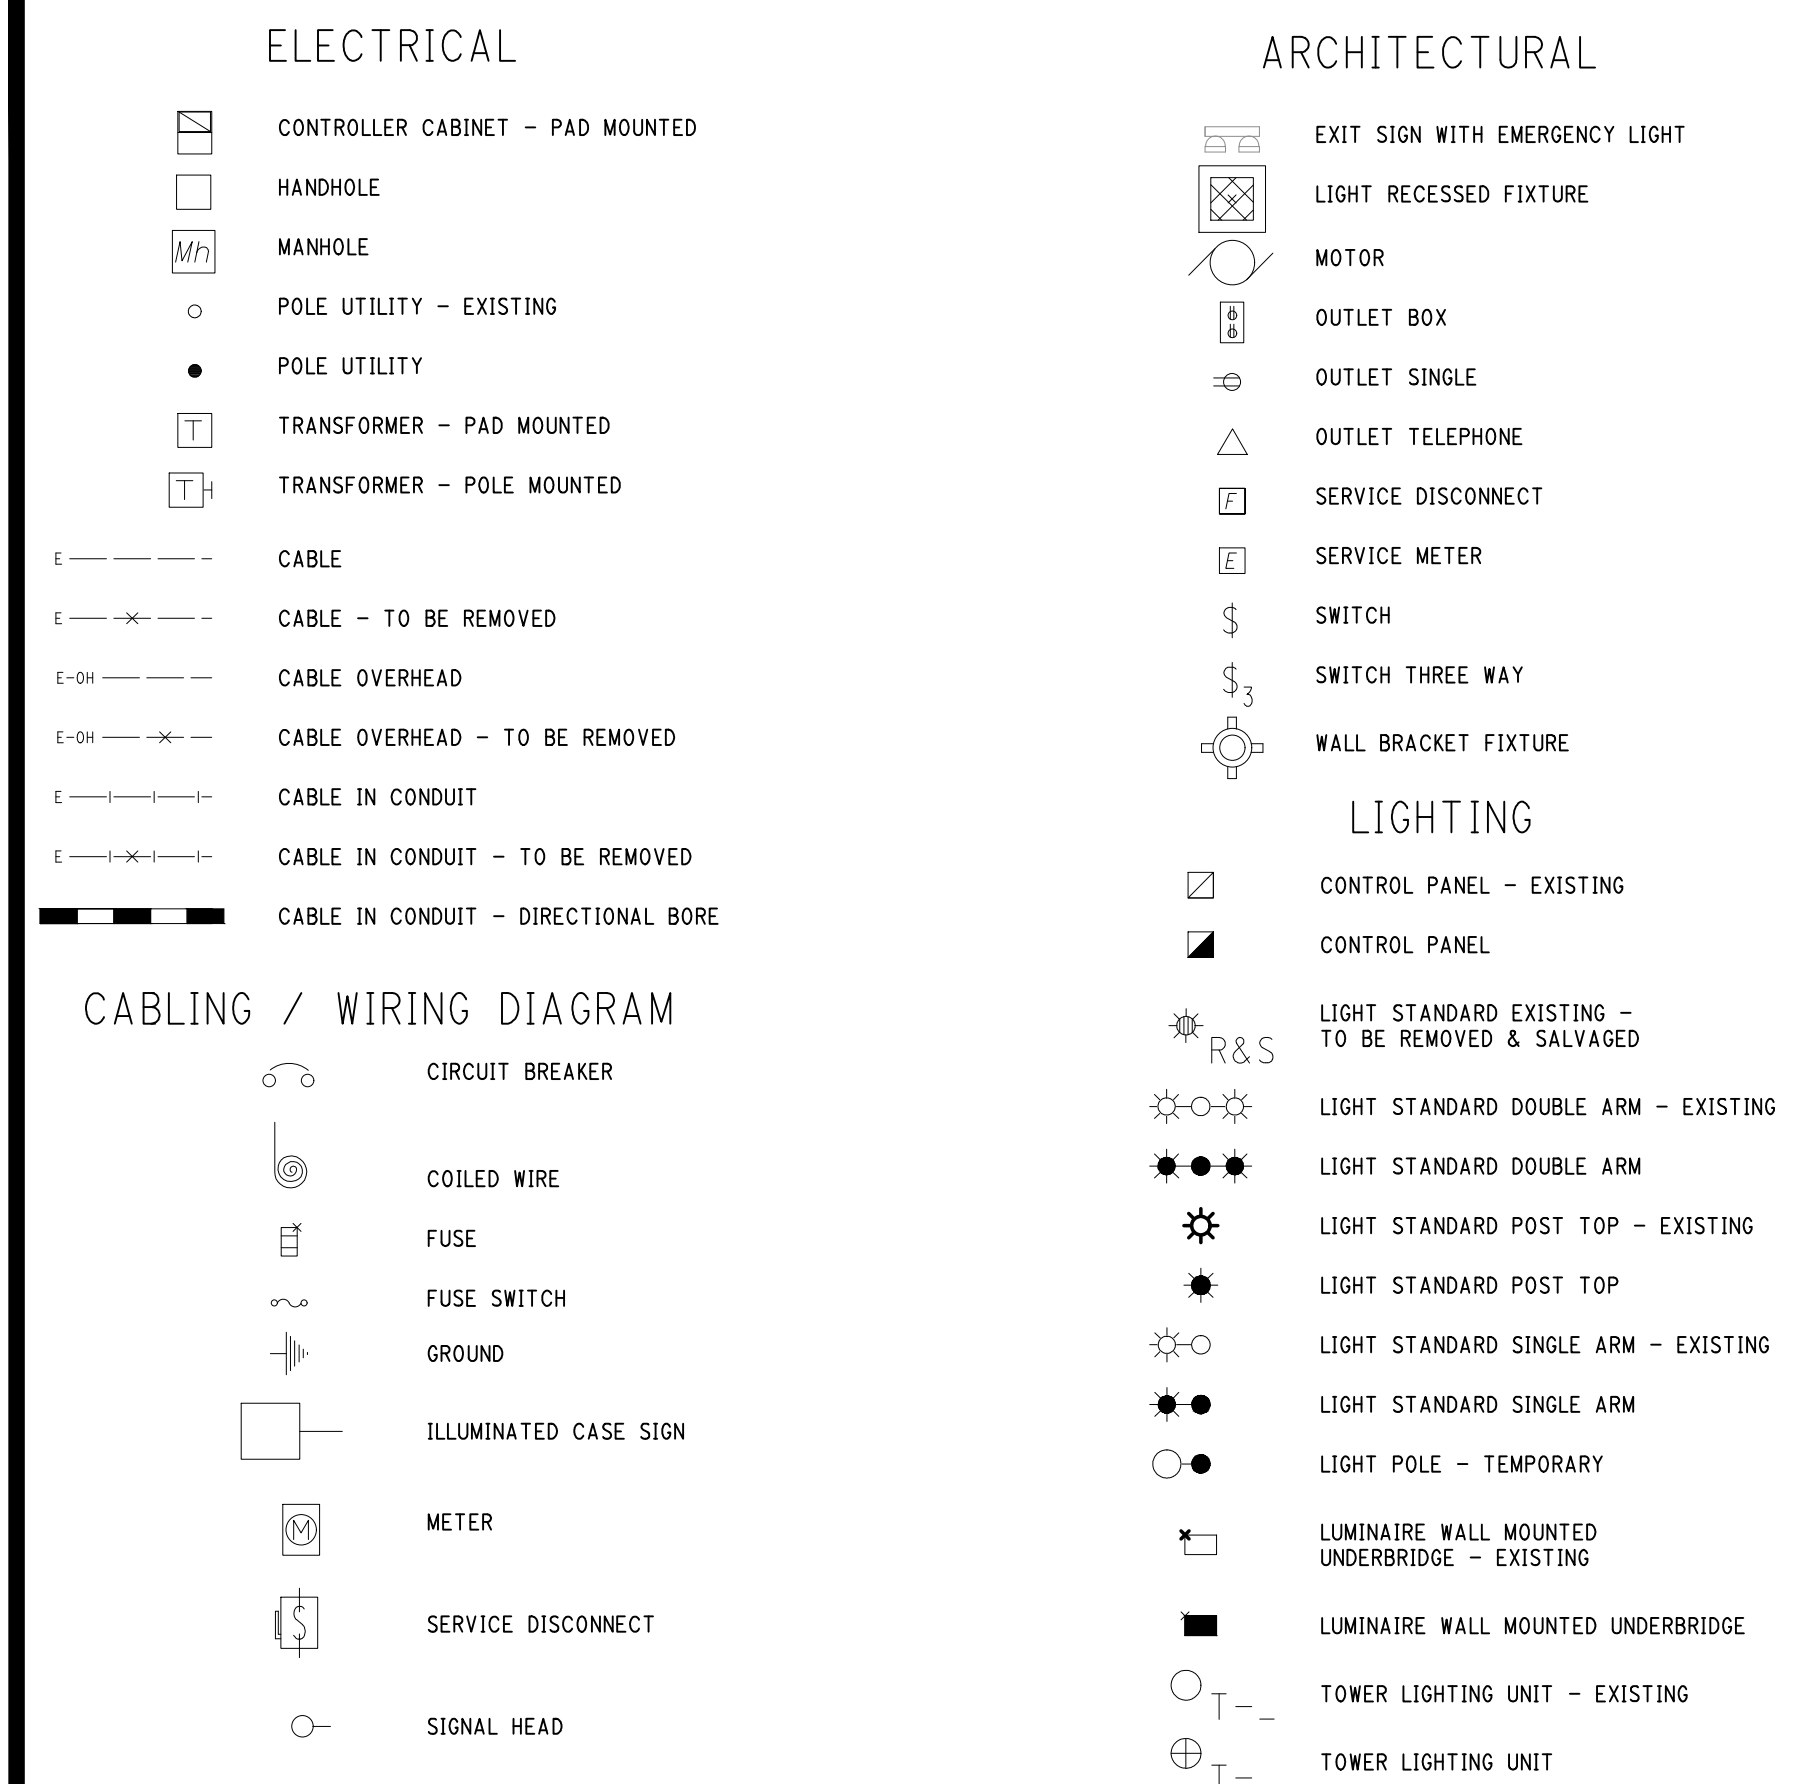 ELECTRICAL
CONTROLLER CABINET - PAD MOUNTED
HANDHOLE
Mh MANHOLE
POLE UTILITY - EXISTING
POLE UTILITY
T TRANSFORMER - PAD MOUNTED
T TRANSFORMER - POLE MOUNTED
E CABLE
E CABLE - TO BE REMOVED
E-OH CABLE OVERHEAD
E-OH CABLE OVERHEAD - TO BE REMOVED
E CABLE IN CONDUIT
E CABLE IN CONDUIT - TO BE REMOVED
CABLE IN CONDUIT - DIRECTIONAL BORE
CABLING / WIRING DIAGRAM
CIRCUIT BREAKER
COILED WIRE
FUSE
FUSE SWITCH
GROUND
ILLUMINATED CASE SIGN
M METER
S SERVICE DISCONNECT
SIGNAL HEAD
ARCHITECTURAL
EXIT SIGN WITH EMERGENCY LIGHT
LIGHT RECESSED FIXTURE
MOTOR
OUTLET BOX
OUTLET SINGLE
OUTLET TELEPHONE
F SERVICE DISCONNECT
E SERVICE METER
$ SWITCH
$3 SWITCH THREE WAY
WALL BRACKET FIXTURE
LIGHTING
CONTROL PANEL - EXISTING
CONTROL PANEL
LIGHT STANDARD EXISTING -
R&S TO BE REMOVED & SALVAGED
LIGHT STANDARD DOUBLE ARM - EXISTING
LIGHT STANDARD DOUBLE ARM
LIGHT STANDARD POST TOP - EXISTING
LIGHT STANDARD POST TOP
LIGHT STANDARD SINGLE ARM - EXISTING
LIGHT STANDARD SINGLE ARM
LIGHT POLE - TEMPORARY
LUMINAIRE WALL MOUNTED
UNDERBRIDGE - EXISTING
LUMINAIRE WALL MOUNTED UNDERBRIDGE
T-_ TOWER LIGHTING UNIT - EXISTING
T- TOWER LIGHTING UNIT